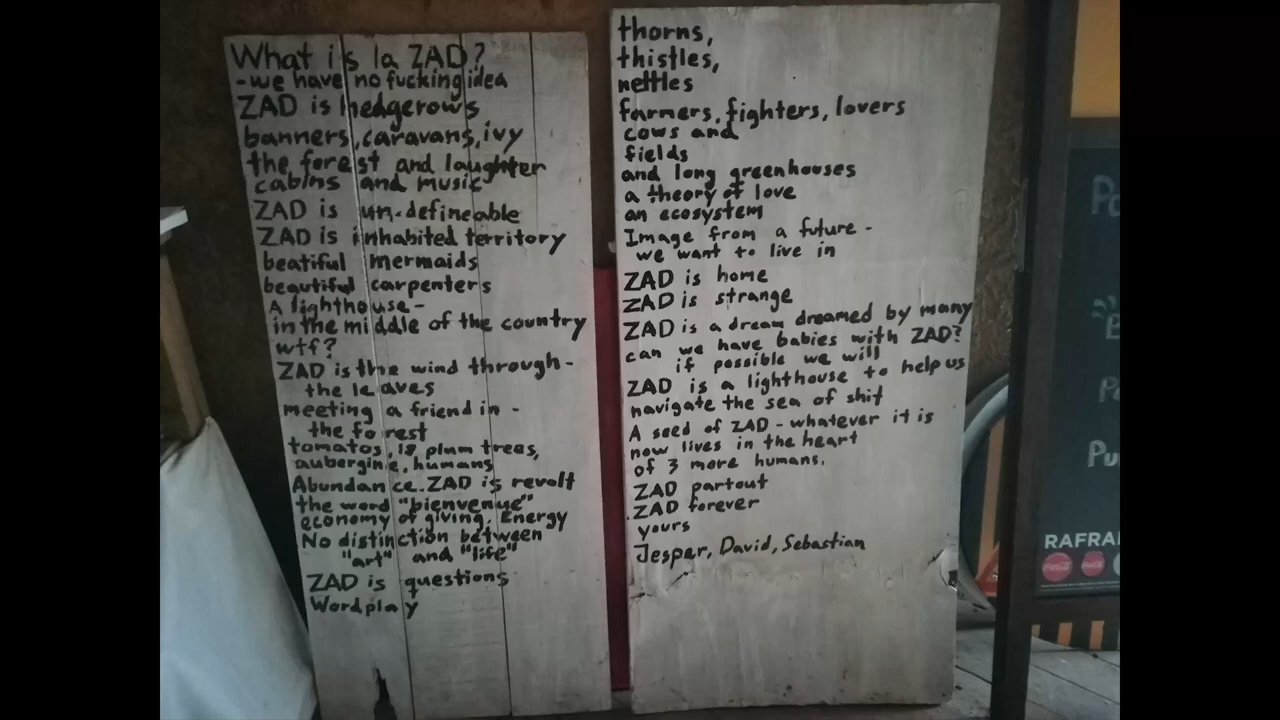 What is la ZAD?
-we have no fucking idea
ZAD is hedgerows
banners, caravans, ivy
the forest and laughter
cabins and music
ZAD is un-defineable
ZAD is inhabited territory
beatiful mermaids
beautiful carpenters
A lighthouse-
in the middle of the country
wtf?
ZAD is the wind through-
the leaves
meeting a friend in -
the forest
tomatos, 18 plum trees,
aubergine, humans
Abundance. ZAD is revolt
the word "bienvenue"
economy of giving. Energy
No distinction between
"art" and "life"
ZAD is questions
Wordplay
thorns,
thistles,
nettles
farmers, fighters, lovers
cows and
fields
and long greenhouses
a theory of love
an ecosystem
Image from a future -
we want to live in
ZAD is home
ZAD is strange
ZAD is a dream dreamed by many
can we have babies with ZAD?
if possible we will
ZAD is a lighthouse to help us
navigate the sea of shit
A seed of ZAD - whatever it is
now lives in the heart
of 3 more humans.
ZAD partout
ZAD forever
yours
Jesper, David, Sebastian
RAFRA